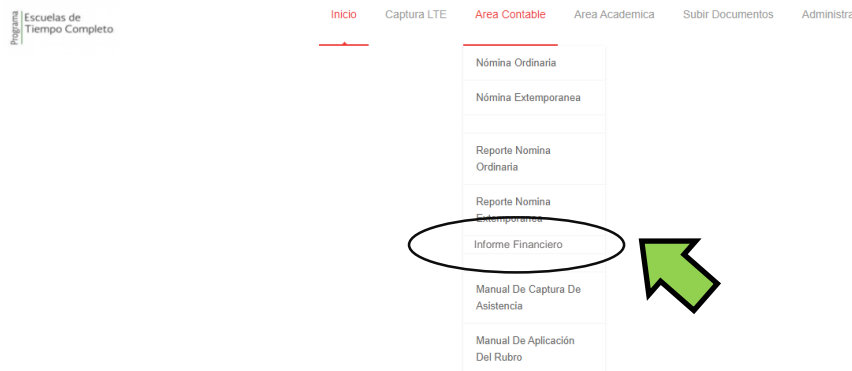 Programa
Escuelas de
Tiempo Completo
Inicio
Captura LTE
Area Contable
Area Academica
Subir Documentos
Administra
Nómina Ordinaria
Nómina Extemporanea
Reporte Nomina
Ordinaria
Reporte Nomina
Extemporanea
Informe Financiero
Manual De Captura De
Asistencia
Manual De Aplicación
Del Rubro